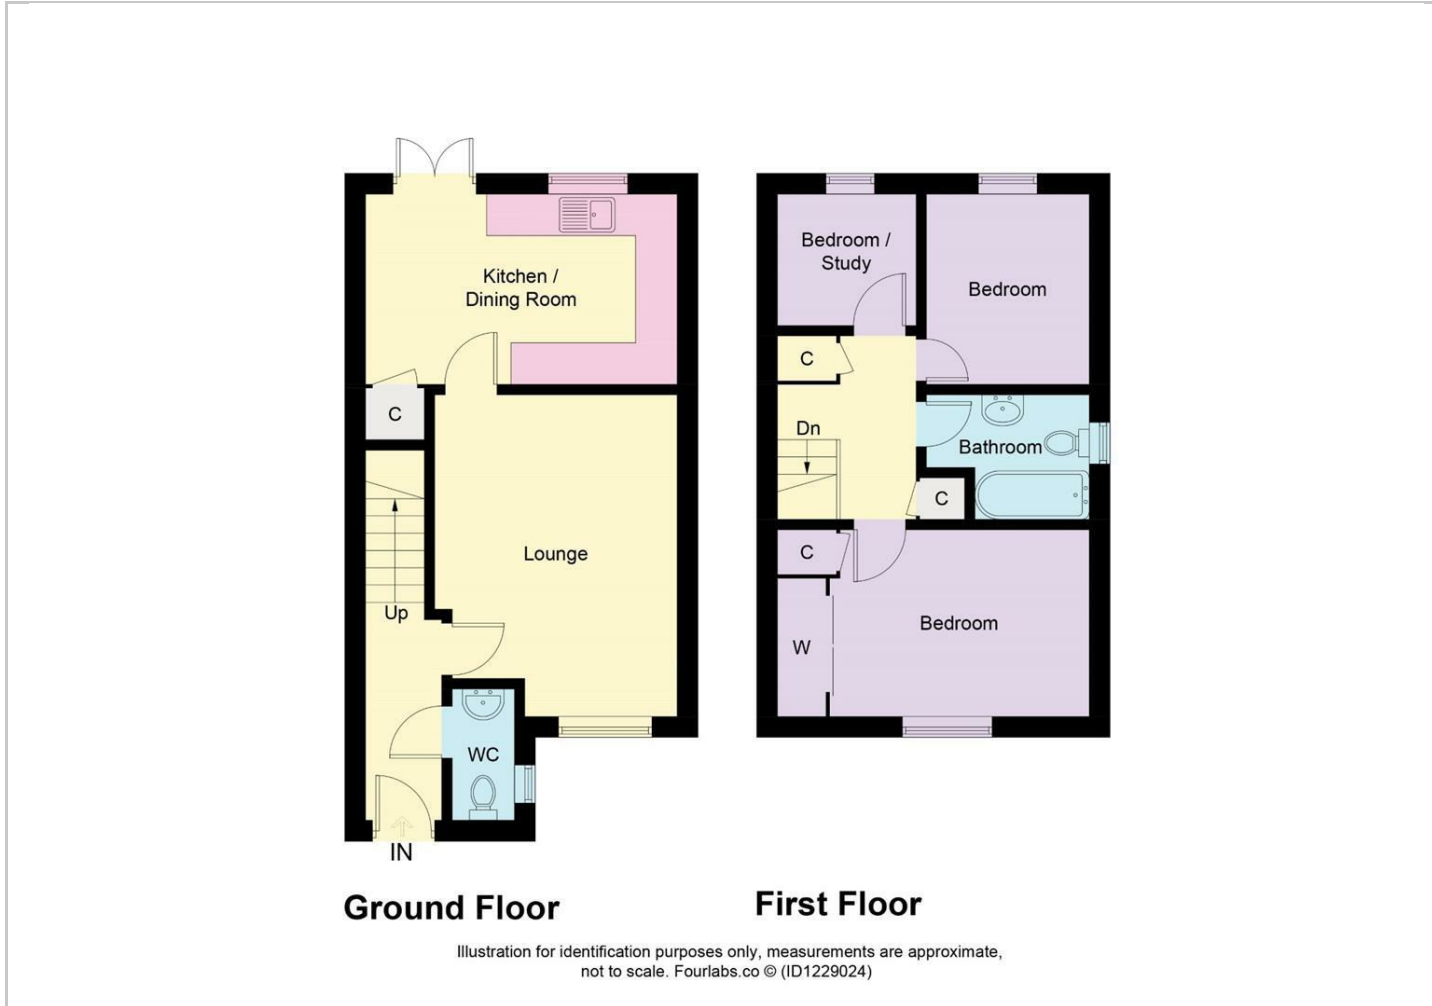 Kitchen /
Dining Room
C
Up
Lounge
WC
IN
Ground Floor
Bedroom /
Study
Bedroom
C
Dn
Bathroom
C
C
Bedroom
W
First Floor
Illustration for identification purposes only, measurements are approximate,
not to scale. Fourlabs.co © (ID1229024)